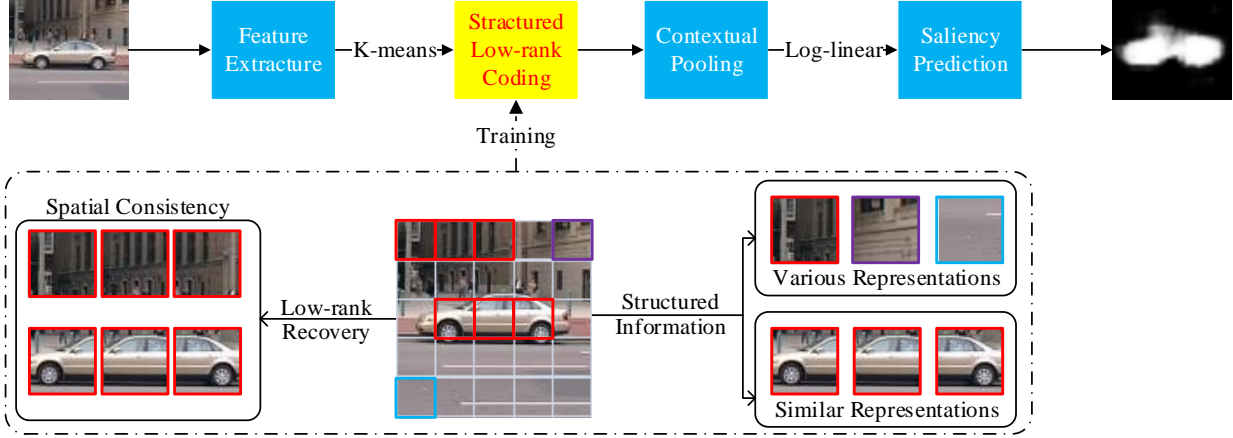 Feature
Extracture
K-means
Stractured
Low-rank
Coding
Contextual
Pooling
Log-linear
Saliency
Prediction
Training
Spatial Consistency
Low-rank
Recovery
Structured
Information
Various Representations
Similar Representations